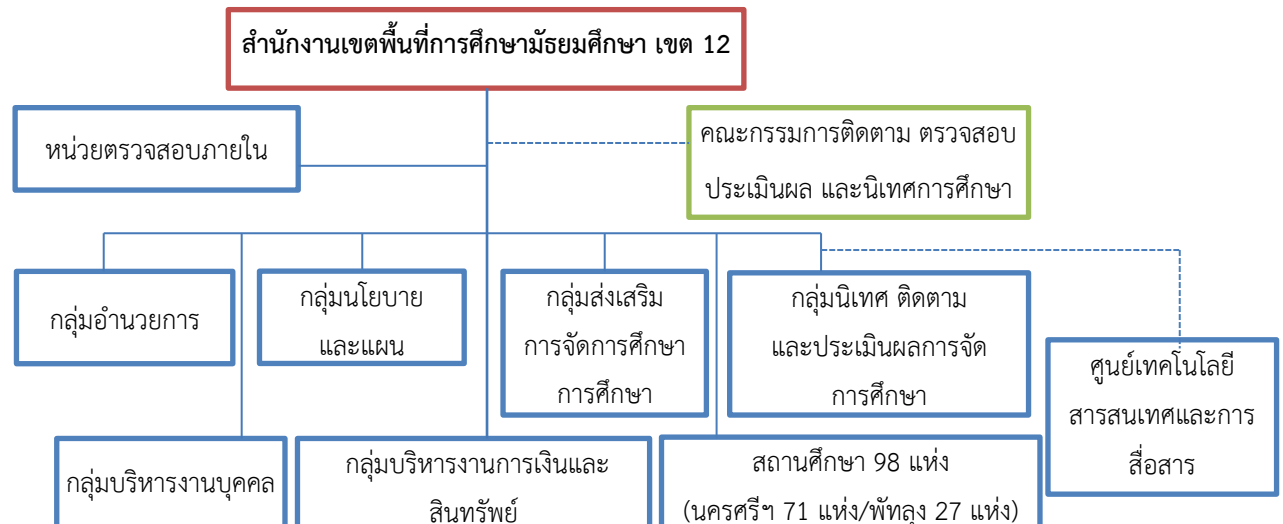 สำนักงานเขตพื้นที่การศึกษามัธยมศึกษา เขต 12
หน่วยตรวจสอบภายใน
คณะกรรมการติดตาม ตรวจสอบ
ประเมินผล และนิเทศการศึกษา
กลุ่มอำนวยการ
กลุ่มนโยบาย
และแผน
กลุ่มส่งเสริม
การจัดการศึกษา
การศึกษา
กลุ่มนิเทศ ติดตาม
และประเมินผลการจัด
การศึกษา
ศูนย์เทคโนโลยี
สารสนเทศและการ
สื่อสาร
กลุ่มบริหารงานบุคคล
กลุ่มบริหารงานการเงินและ
สินทรัพย์
สถานศึกษา 98 แห่ง
(นครศรีฯ 71 แห่ง/พัทลุง 27 แห่ง)